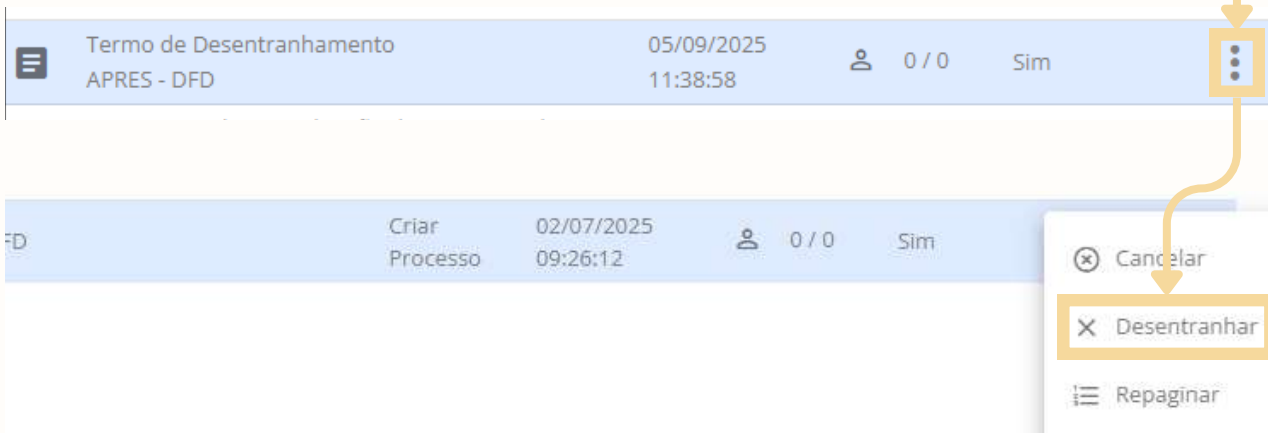 Termo de Desentranhamento
APRES - DFD
05/09/2025
11:38:58
0 / 0
Sim
FD
Criar
Processo
02/07/2025
09:26:12
0 / 0
Sim
Cancelar
Desentranhar
Repaginar